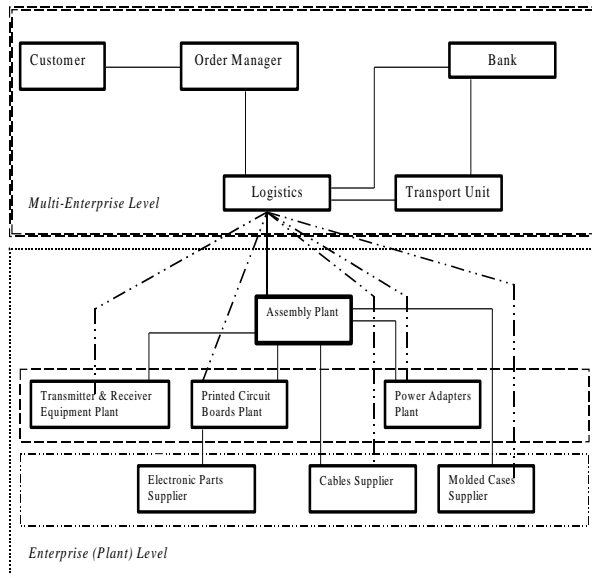 Customer
Order Manager
Bank
Logistics
Transport Unit
Multi-Enterprise Level
Assembly Plant
Transmitter & Receiver
Equipment Plant
Printed Circuit
Boards Plant
Power Adapters
Plant
Electronic Parts
Supplier
Cables Supplier
Molded Cases
Supplier
Enterprise (Plant) Level